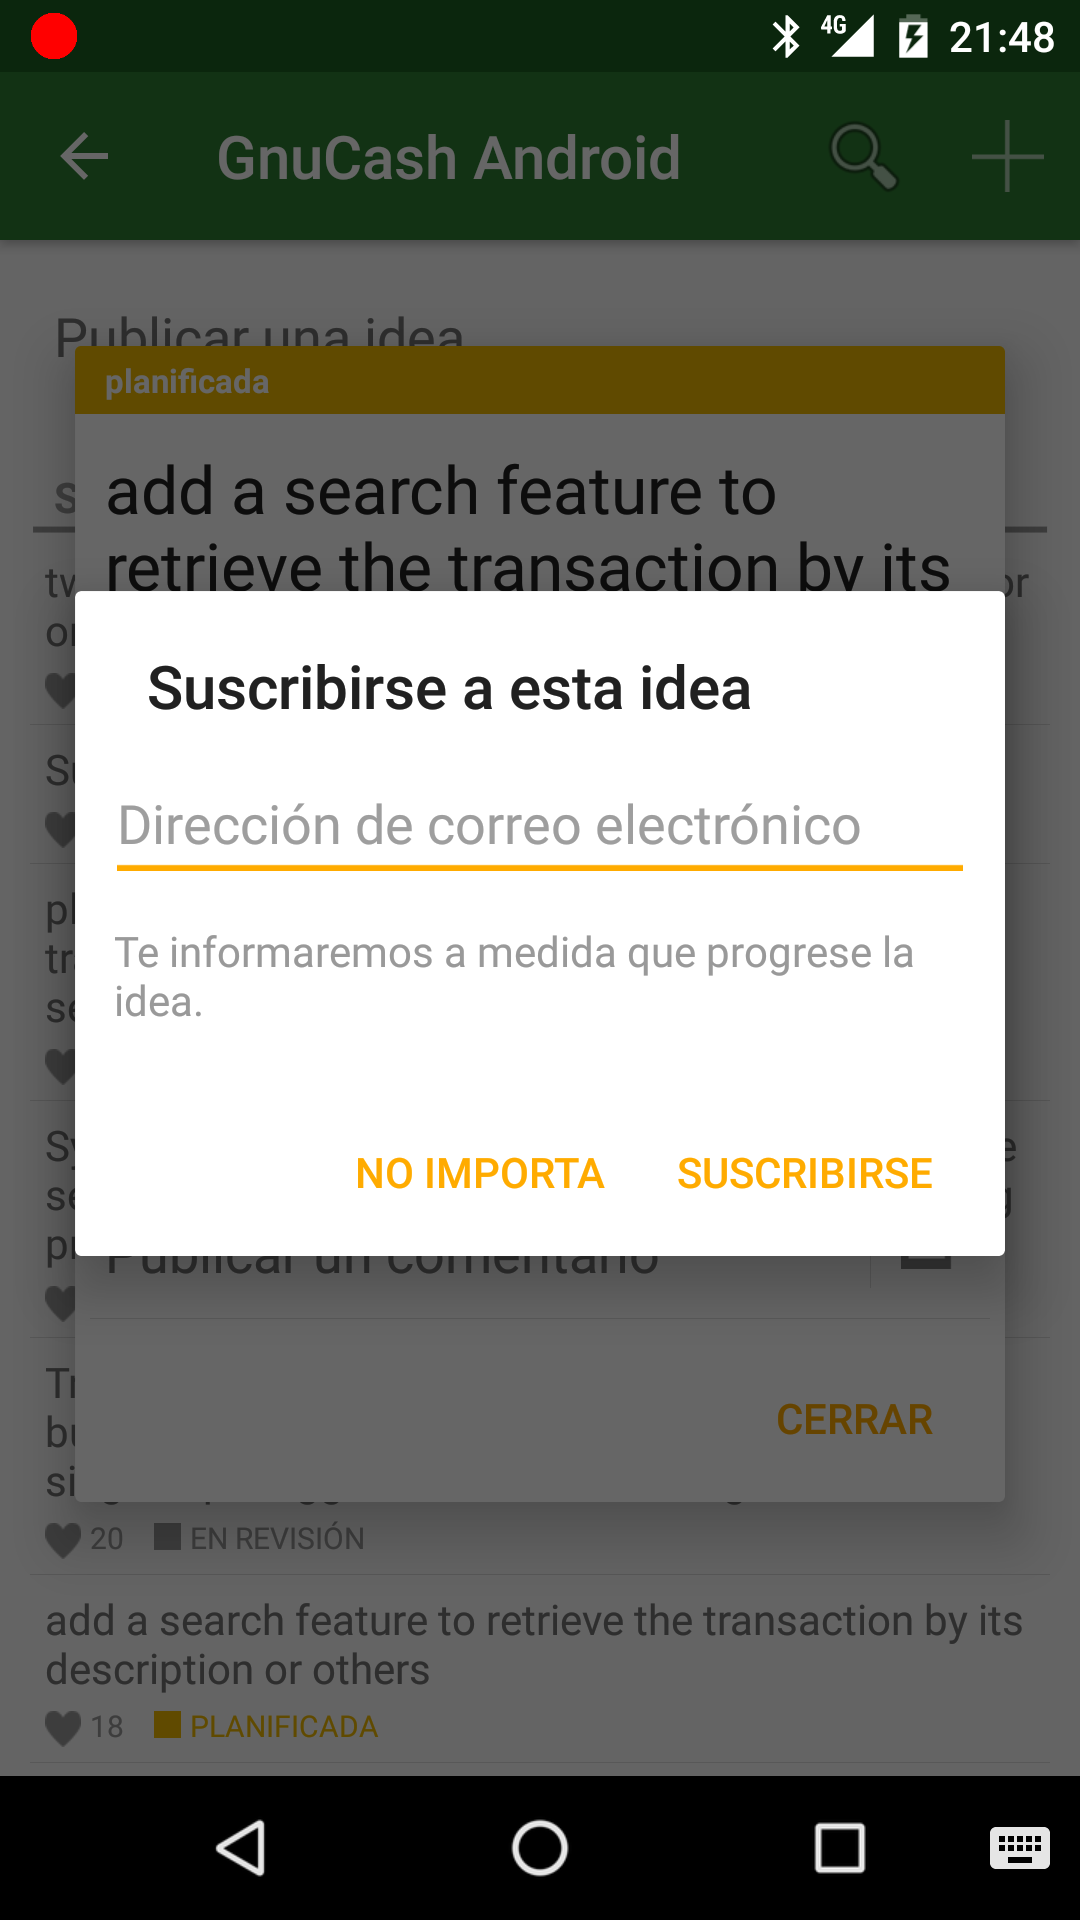 4G 21:48
GnuCash Android
Publicar una idea
planificada
add a search feature to
retrieve the transaction by its
Suscribirse a esta idea
Dirección de correo electrónico
Te informaremos a medida que progrese la
idea.
NO IMPORTA SUSCRIBIRSE
Publicar un comentario
CERRAR
20 EN REVISIÓN
add a search feature to retrieve the transaction by its
description or others
18 PLANIFICADA